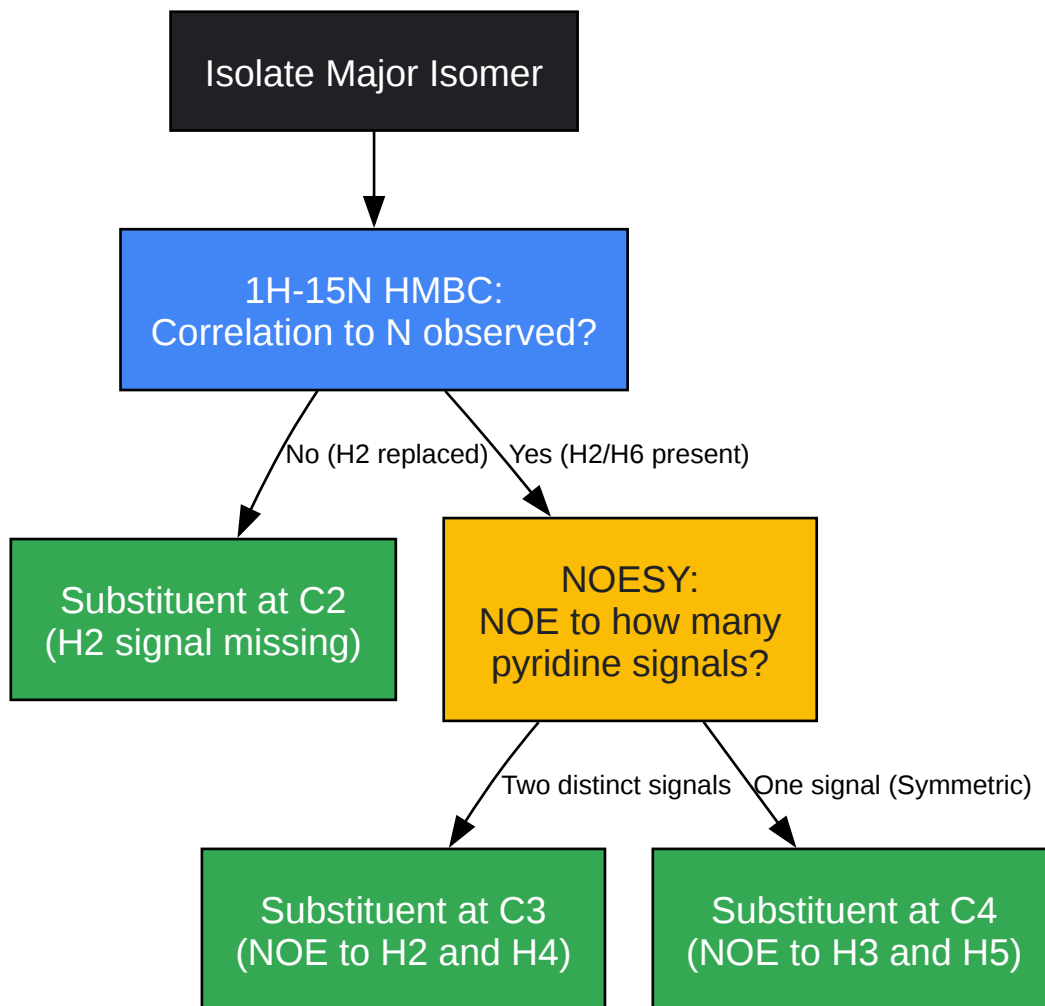 Isolate Major Isomer
1H-15N HMBC:
Correlation to N observed?
No (H2 replaced)
Yes (H2/H6 present)
Substituent at C2
(H2 signal missing)
NOESY:
NOE to how many
pyridine signals?
Two distinct signals
One signal (Symmetric)
Substituent at C3
(NOE to H2 and H4)
Substituent at C4
(NOE to H3 and H5)